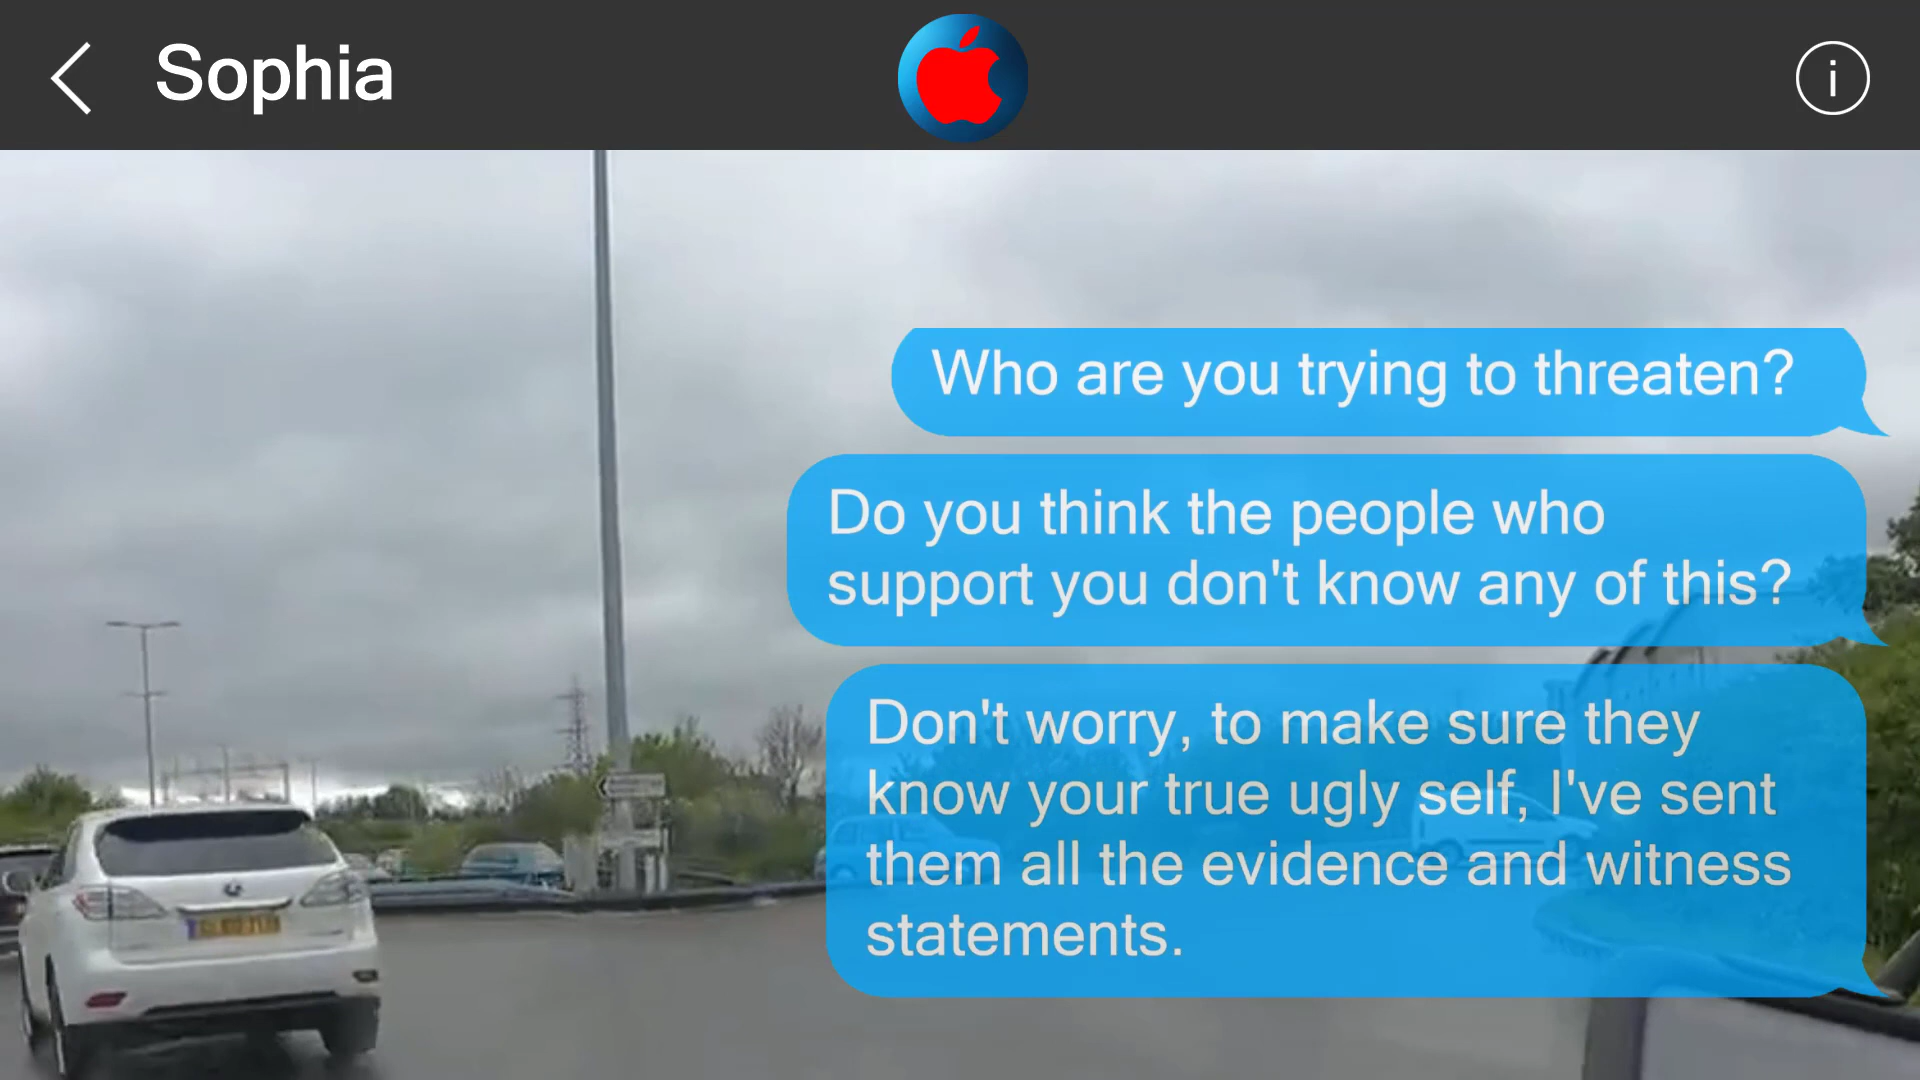 Sophia
i
Who are you trying to threaten?
Do you think the people who
support you don't know any of this?
Don't worry, to make sure they
know your true ugly self, I've sent
them all the evidence and witness
statements.